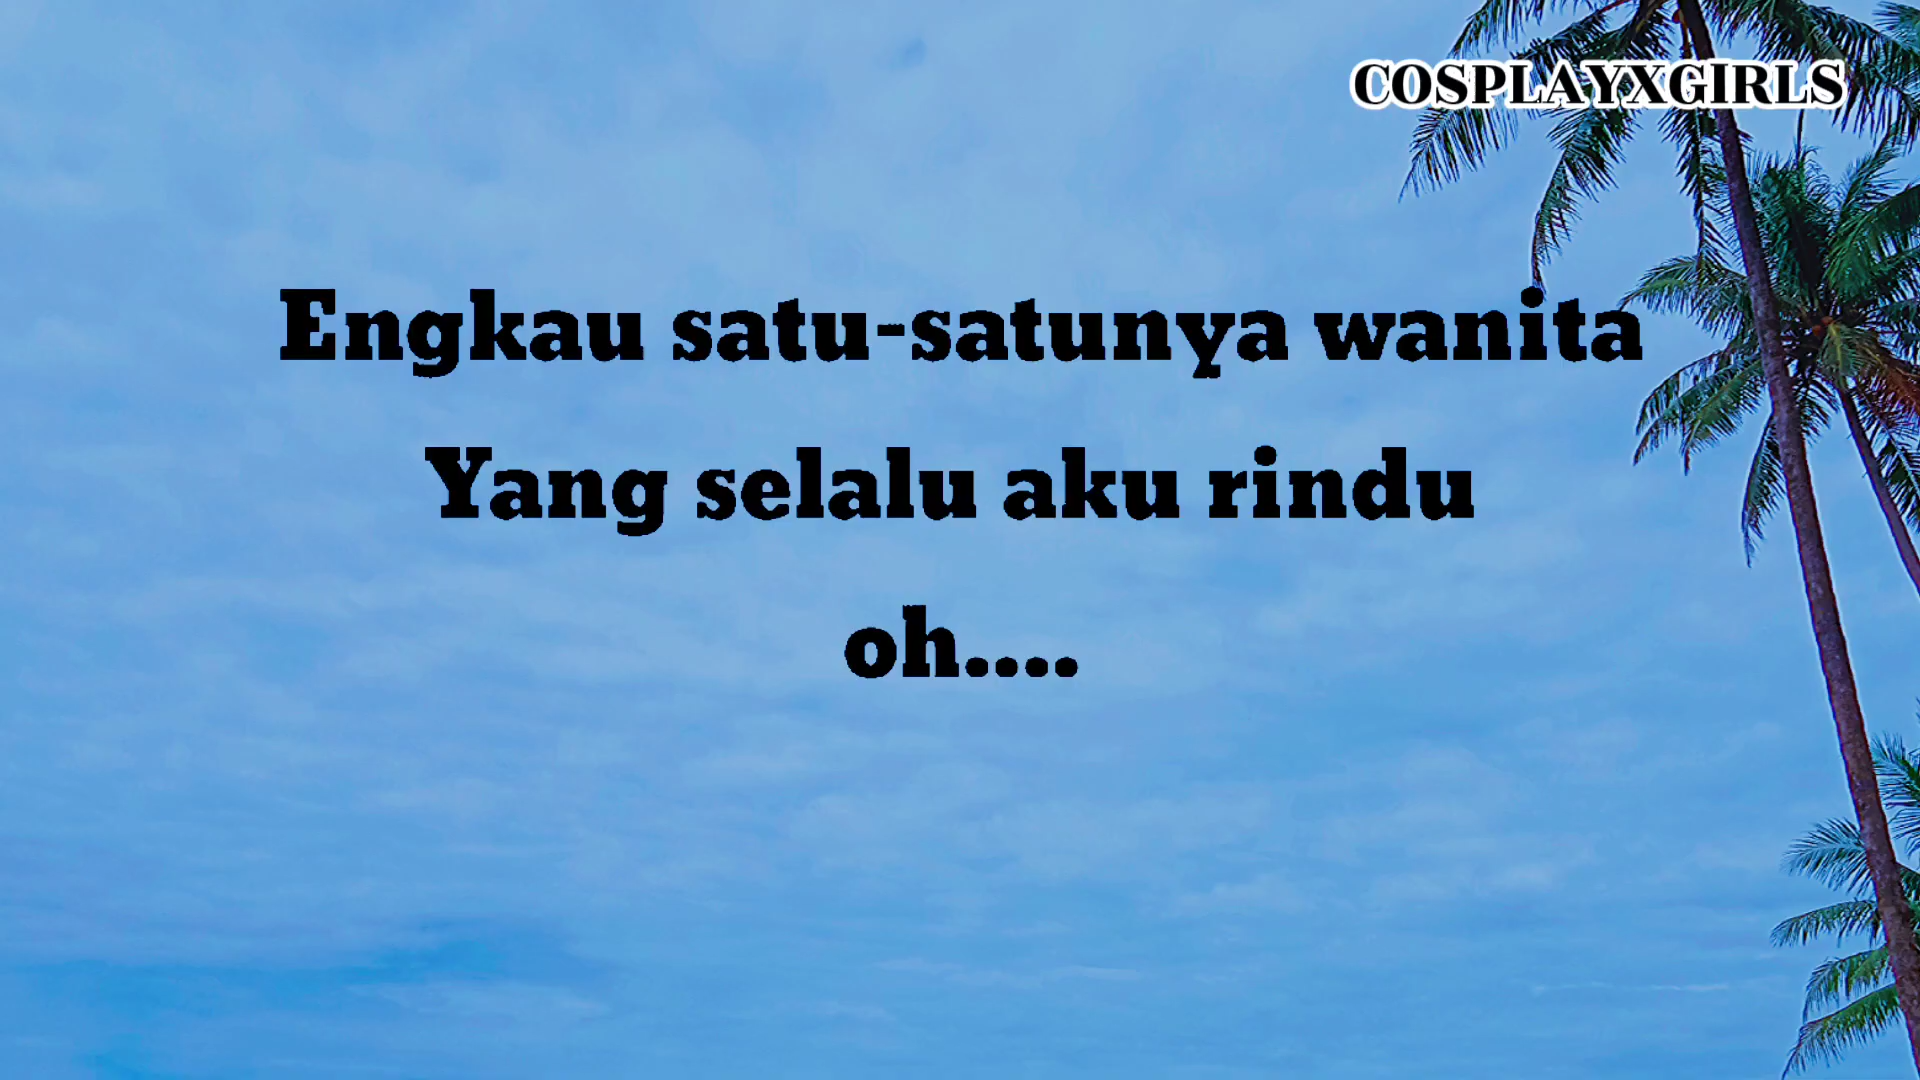 COSPLAYXGIRLS
Engkau satu-satunya wanita
Yang selalu aku rindu
oh....